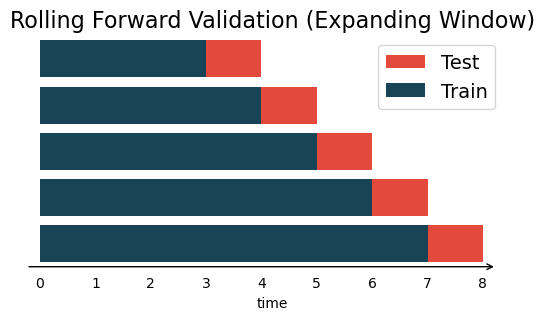 Rolling Forward Validation (Expanding Window)
Test
Train
0 1 2 3 4 5 6 7 8
time